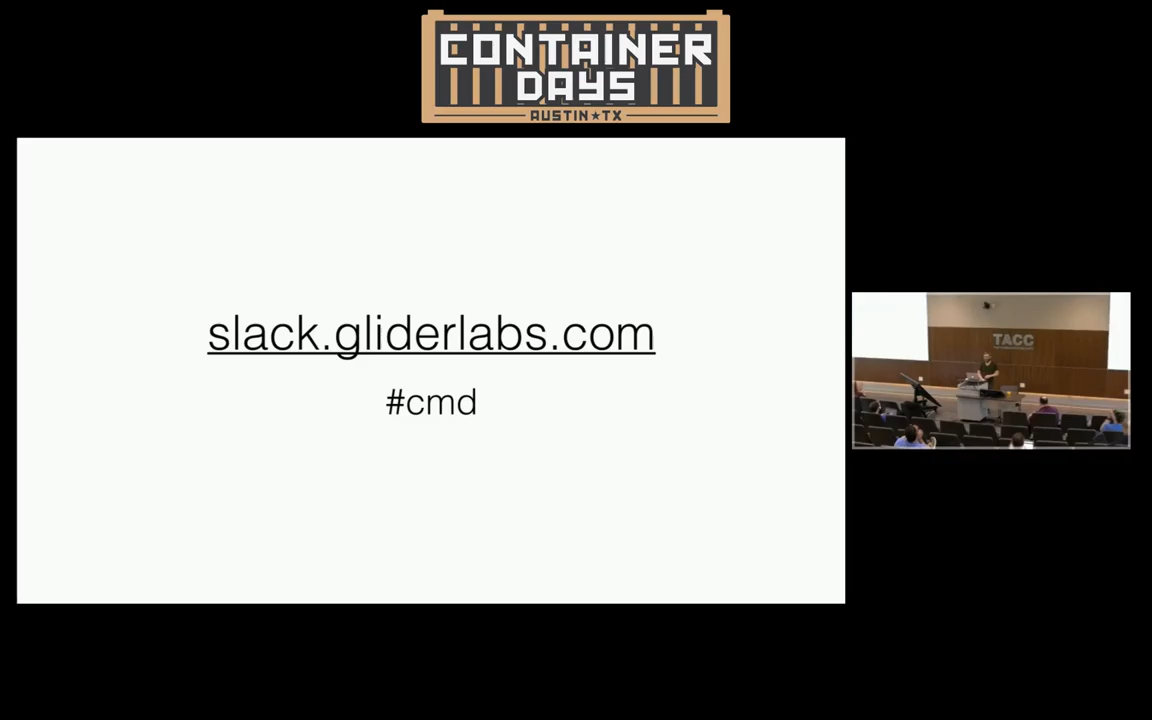 CONTAINER
DAYS
AUSTIN★TX
slack.gliderlabs.com
#cmd
TACC